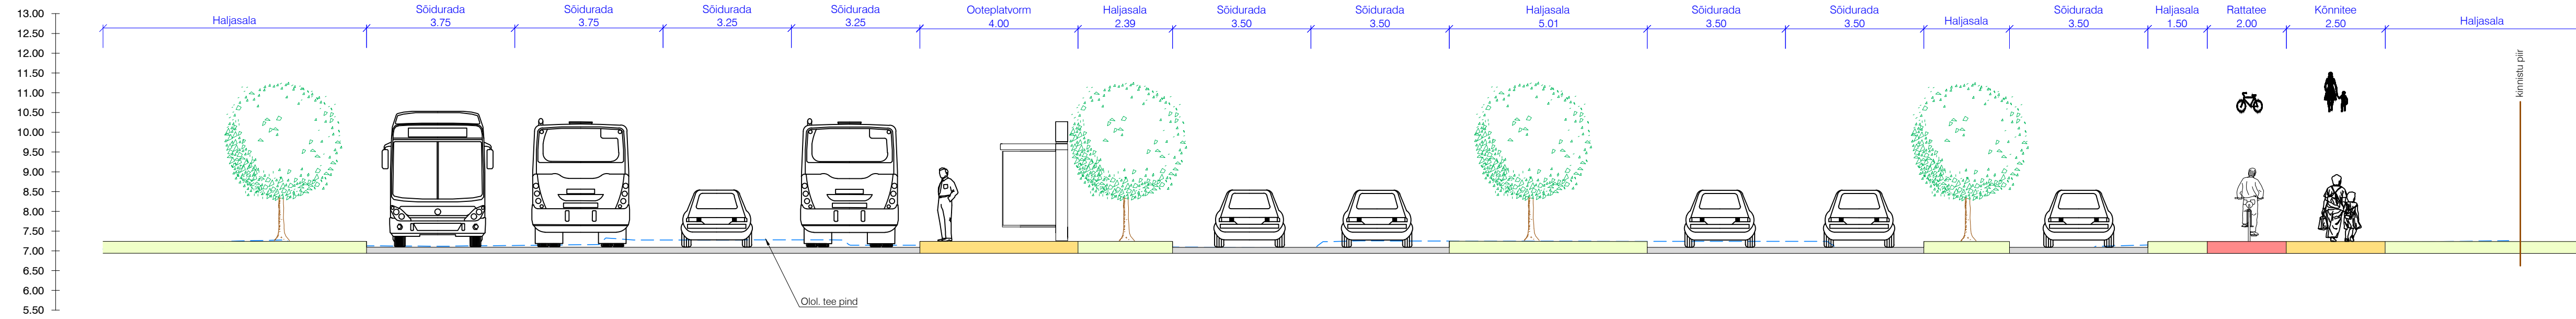 13.00
12.50
12.00
11.50
11.00
10.50
10.00
9.50
9.00
8.50
8.00
7.50
7.00
6.50
6.00
5.50
Haljasala
Sõidurada
3.75
Sõidurada
3.75
Sõidurada
3.25
Sõidurada
3.25
Ooteplatvorm
4.00
Haljasala
2.39
Sõidurada
3.50
Sõidurada
3.50
Haljasala
5.01
Sõidurada
3.50
Sõidurada
3.50
Haljasala
Sõidurada
3.50
Haljasala
1.50
Rattatee
2.00
Kõnnitee
2.50
Haljasala
kinnistu piir
Olol. tee pind